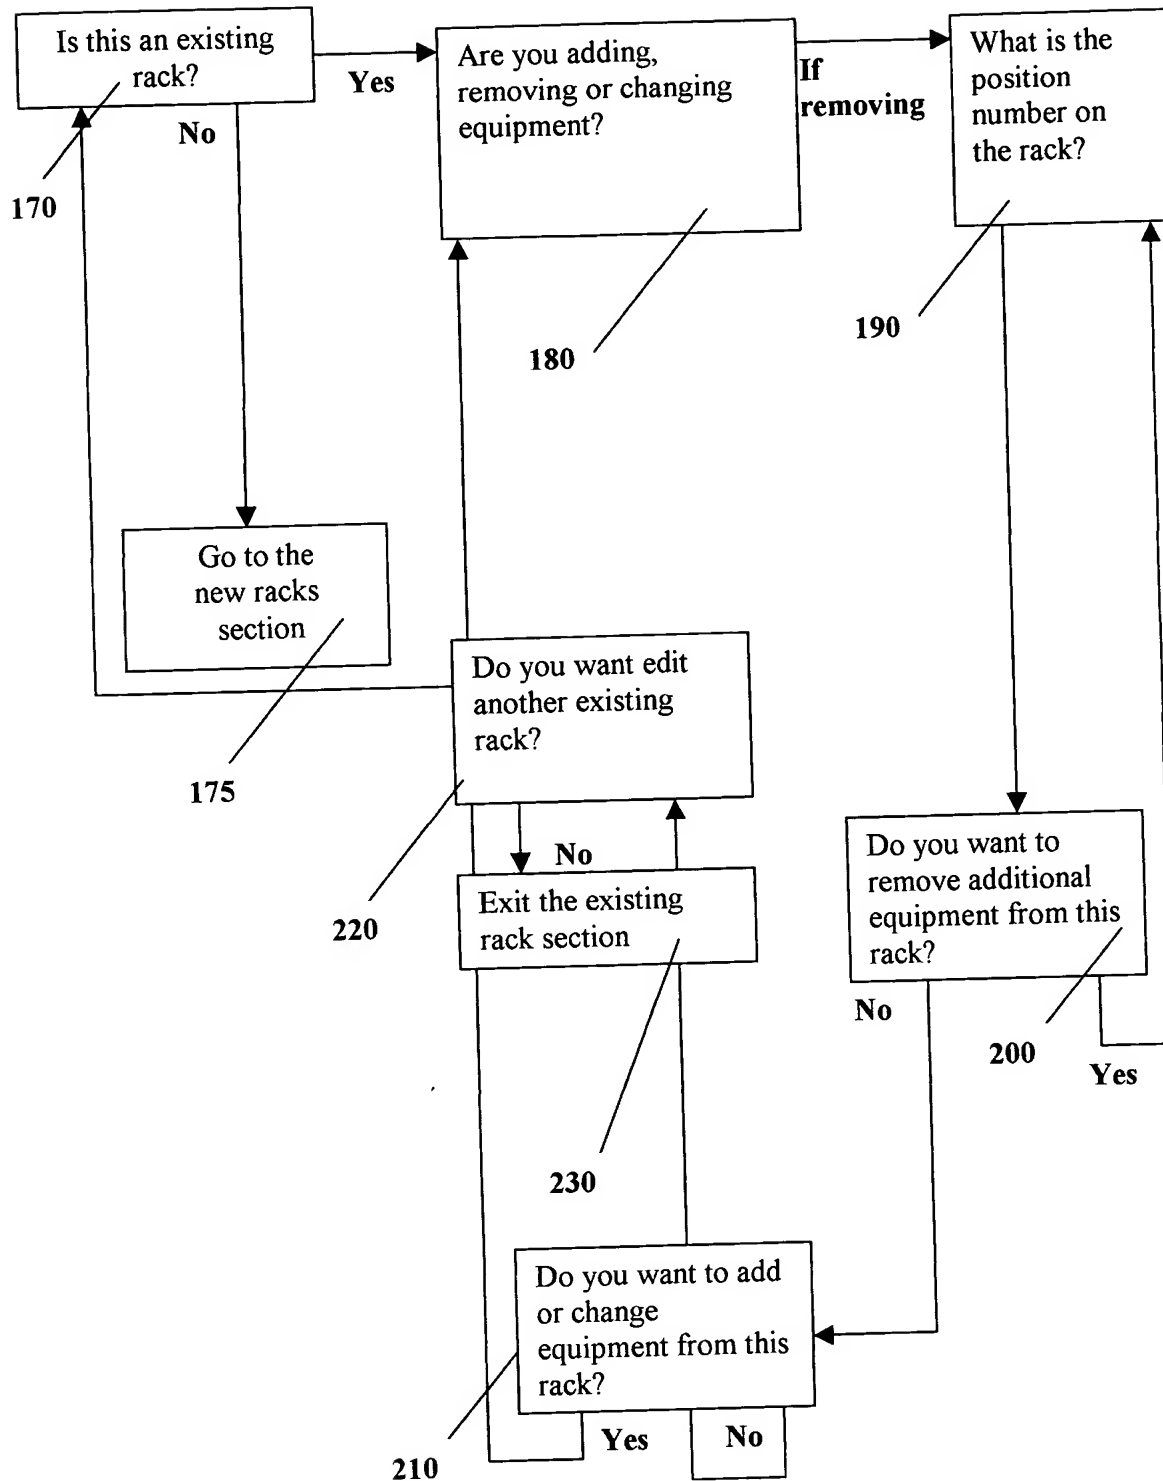 Is this an existing
rack?
Yes
No
170
Are you adding,
removing or changing
equipment?
180
If
removing
What is the
position
number on
the rack?
190
Go to the
new racks
section
175
Do you want edit
another existing
rack?
220
No
Exit the existing
rack section
230
Do you want to
remove additional
equipment from this
rack?
No
200
Yes
Do you want to add
or change
equipment from this
rack?
Yes
No
210